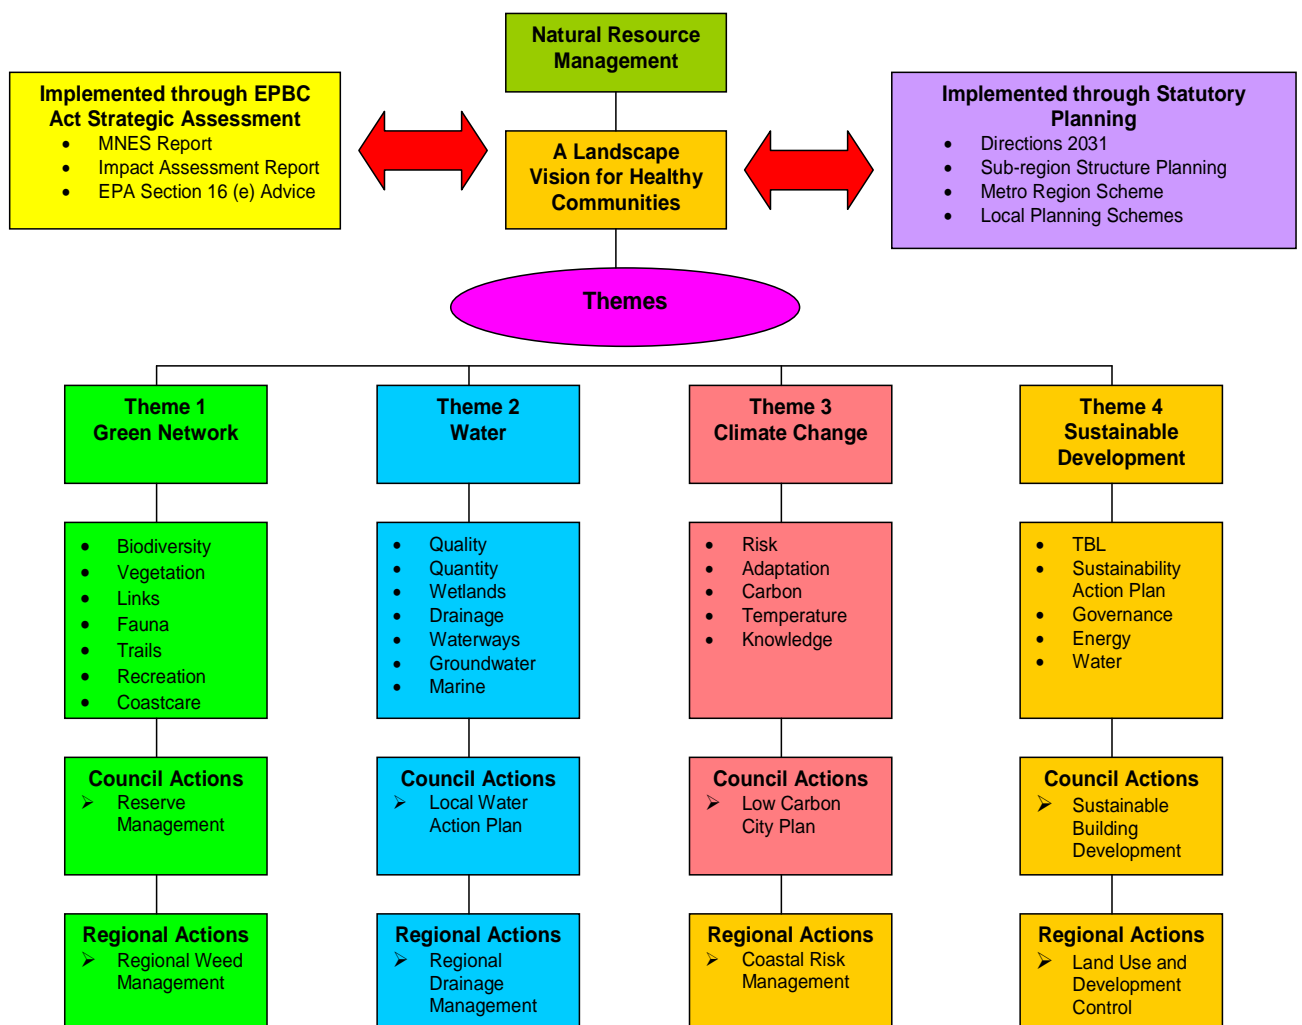 Natural Resource
Management
Implemented through EPBC
Act Strategic Assessment
• MNES Report
• Impact Assessment Report
• EPA Section 16 (e) Advice
A Landscape
Vision for Healthy
Communities
Implemented through Statutory
Planning
• Directions 2031
• Sub-region Structure Planning
• Metro Region Scheme
• Local Planning Schemes
Themes
Theme 1
Green Network
Theme 2
Water
Theme 3
Climate Change
Theme 4
Sustainable
Development
• Biodiversity
• Vegetation
• Links
• Fauna
• Trails
• Recreation
• Coastcare
• Quality
• Quantity
• Wetlands
• Drainage
• Waterways
• Groundwater
• Marine
• Risk
• Adaptation
• Carbon
• Temperature
• Knowledge
• TBL
• Sustainability
Action Plan
• Governance
• Energy
• Water
Council Actions
➢ Reserve
Management
Council Actions
➢ Local Water
Action Plan
Council Actions
➢ Low Carbon
City Plan
Council Actions
➢ Sustainable
Building
Development
Regional Actions
➢ Regional Weed
Management
Regional Actions
➢ Regional
Drainage
Management
Regional Actions
➢ Coastal Risk
Management
Regional Actions
➢ Land Use and
Development
Control